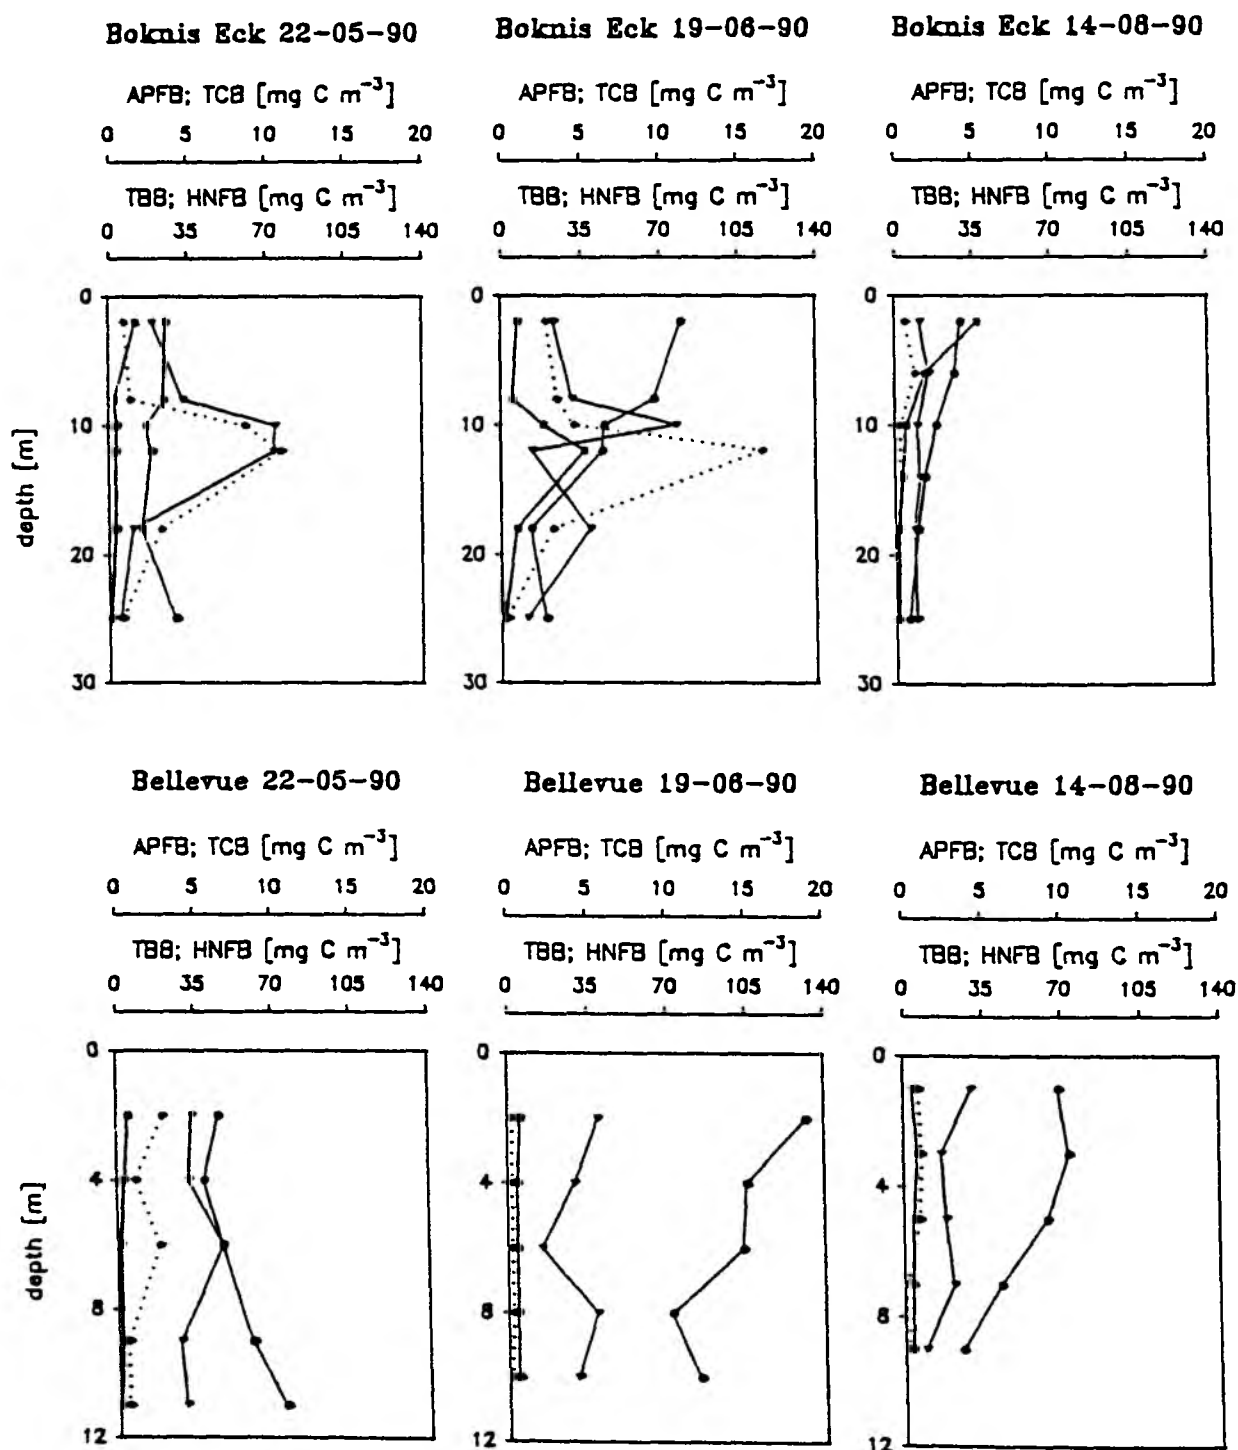 Boknis Eck 22-05-90
APFB; TCB [mg C m⁻³]
0 5 10 15 20
TBB; HNFB [mg C m⁻³]
0 35 70 105 140
Boknis Eck 19-06-90
APFB; TCB [mg C m⁻³]
0 5 10 15 20
TBB; HNFB [mg C m⁻³]
0 35 70 105 140
Boknis Eck 14-08-90
APFB; TCB [mg C m⁻³]
0 5 10 15 20
TBB; HNFB [mg C m⁻³]
0 35 70 105 140
depth [m]
0
10
20
30
0
10
20
30
0
10
20
30
Bellevue 22-05-90
APFB; TCB [mg C m⁻³]
0 5 10 15 20
TBB; HNFB [mg C m⁻³]
0 35 70 105 140
Bellevue 19-06-90
APFB; TCB [mg C m⁻³]
0 5 10 15 20
TBB; HNFB [mg C m⁻³]
0 35 70 105 140
Bellevue 14-08-90
APFB; TCB [mg C m⁻³]
0 5 10 15 20
TBB; HNFB [mg C m⁻³]
0 35 70 105 140
depth [m]
0
4
8
12
0
4
8
12
0
4
8
12